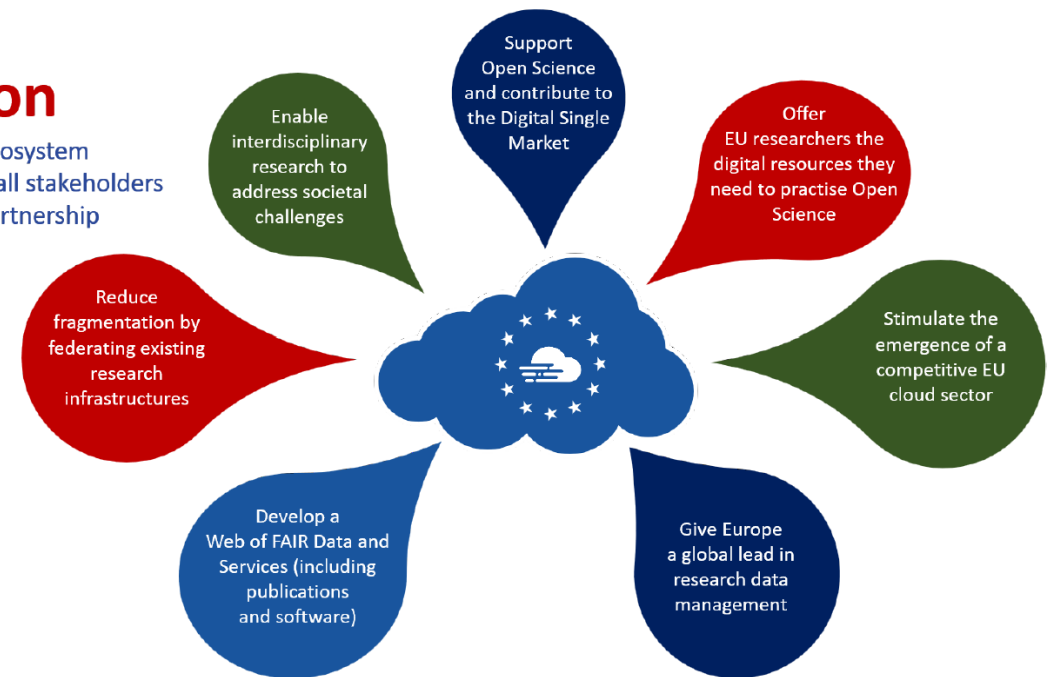 on
osystem
all stakeholders
rtnership
Support
Open Science
and contribute to
the Digital Single
Market
Enable
interdisciplinary
research to
address societal
challenges
Offer
EU researchers the
digital resources they
need to practise Open
Science
Reduce
fragmentation by
federating existing
research
infrastructures
Stimulate the
emergence of a
competitive EU
cloud sector
Develop a
Web of FAIR Data and
Services (including
publications
and software)
Give Europe
a global lead in
research data
management